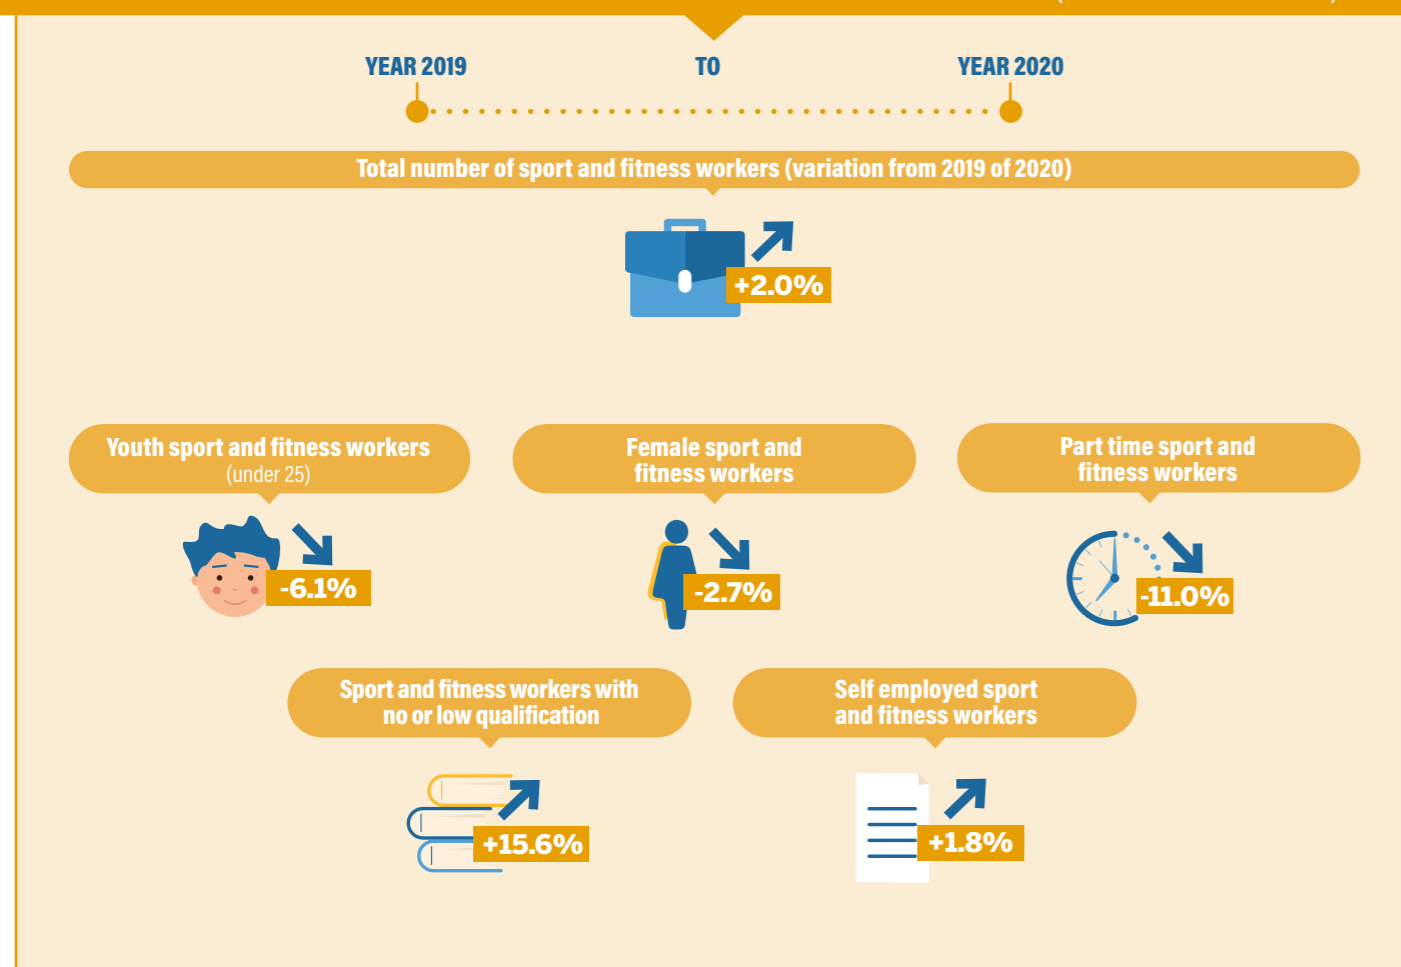 YEAR 2019
TO
YEAR 2020
Total number of sport and fitness workers (variation from 2019 of 2020)
+2.0%
Youth sport and fitness workers
(under 25)
-6.1%
Female sport and
fitness workers
-2.7%
Part time sport and
fitness workers
-11.0%
Sport and fitness workers with
no or low qualification
+15.6%
Self employed sport
and fitness workers
+1.8%